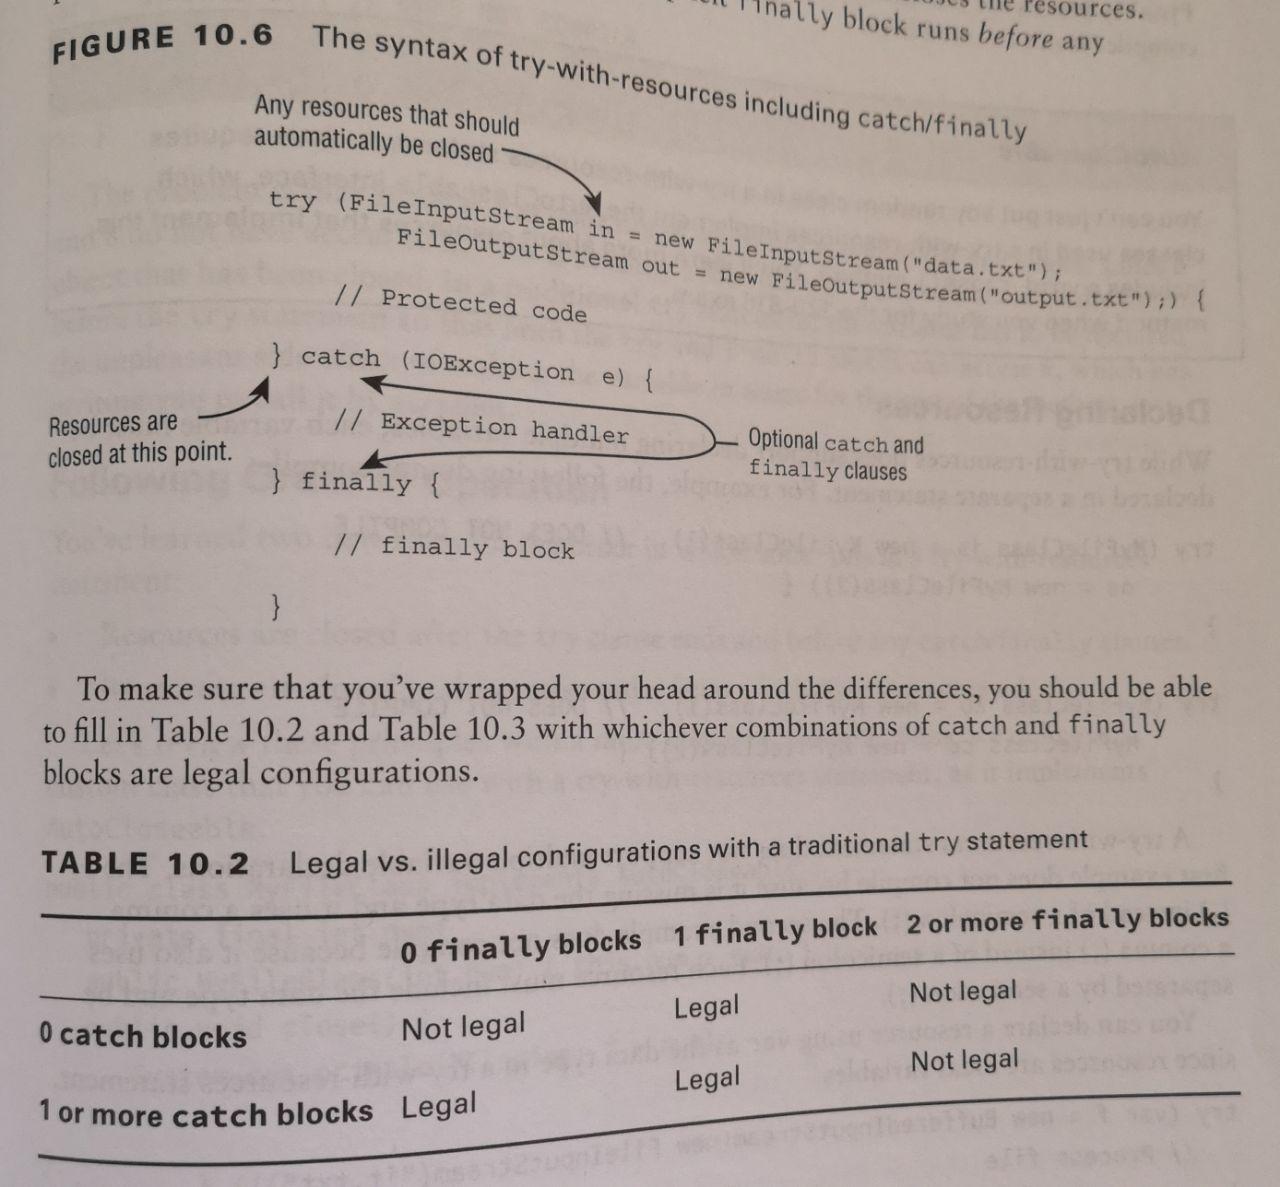 the resources.
finally block runs before any
FIGURE 10.6 The syntax of try-with-resources including catch/finally
Any resources that should
automatically be closed
try (FileInputStream in = new FileInputStream("data.txt");
FileOutputStream out = new FileOutputStream("output.txt");) {
// Protected code
} catch (IOException e) {
Resources are
closed at this point.
// Exception handler
Optional catch and
finally clauses
} finally {
// finally block
}
To make sure that you've wrapped your head around the differences, you should be able
to fill in Table 10.2 and Table 10.3 with whichever combinations of catch and finally
blocks are legal configurations.
TABLE 10.2 Legal vs. illegal configurations with a traditional try statement
0 finally blocks 1 finally block 2 or more finally blocks
0 catch blocks Not legal Legal Not legal
1 or more catch blocks Legal Legal Not legal